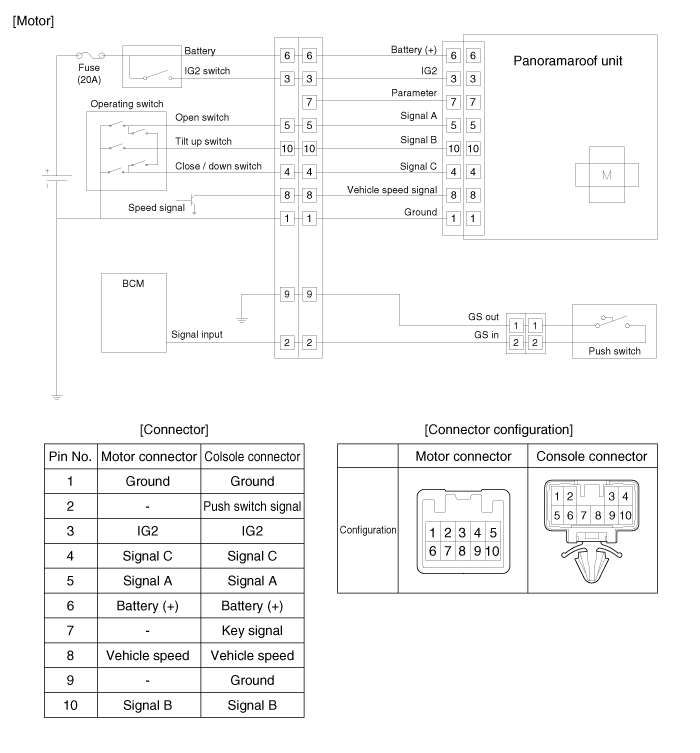 [Motor]
Battery
6 6
Battery (+)
6 6
Panoramaroof unit
Fuse
(20A)
IG2 switch
3 3
IG2
3 3
7
Parameter
7 7
Operating switch
Open switch
5 5
Signal A
5 5
Tilt up switch
10 10
Signal B
10 10
Close / down switch
4 4
Signal C
4 4
M
+
-
8 8
Vehicle speed signal
8 8
Speed signal
1 1
Ground
1 1
BCM
9 9
GS out
1 1
Signal input
2 2
GS in
2 2
Push switch
[Connector]
Pin No. Motor connector Colsole connector
1 Ground Ground
2 - Push switch signal
3 IG2 IG2
4 Signal C Signal C
5 Signal A Signal A
6 Battery (+) Battery (+)
7 - Key signal
8 Vehicle speed Vehicle speed
9 - Ground
10 Signal B Signal B
[Connector configuration]
Motor connector Console connector
Configuration
1 2 3 4 5
6 7 8 9 10
1 2 3 4
5 6 7 8 9 10